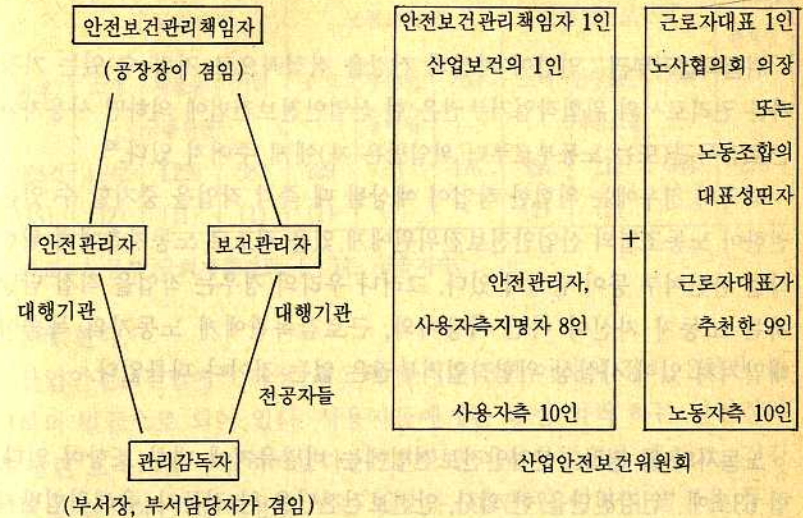 안전보건관리책임자
(공장장이 겸임)
안전관리자
보건관리자
대행기관
대행기관
전공자들
관리감독자
(부서장, 부서담당자가 겸임)
안전보건관리책임자 1인
산업보건의 1인
안전관리자,
사용자측지명자 8인
사용자측 10인
+
근로자대표 1인
노사협의회 의장
또는
노동조합의
대표성띤자
근로자대표가
추천한 9인
노동자측 10인
산업안전보건위원회